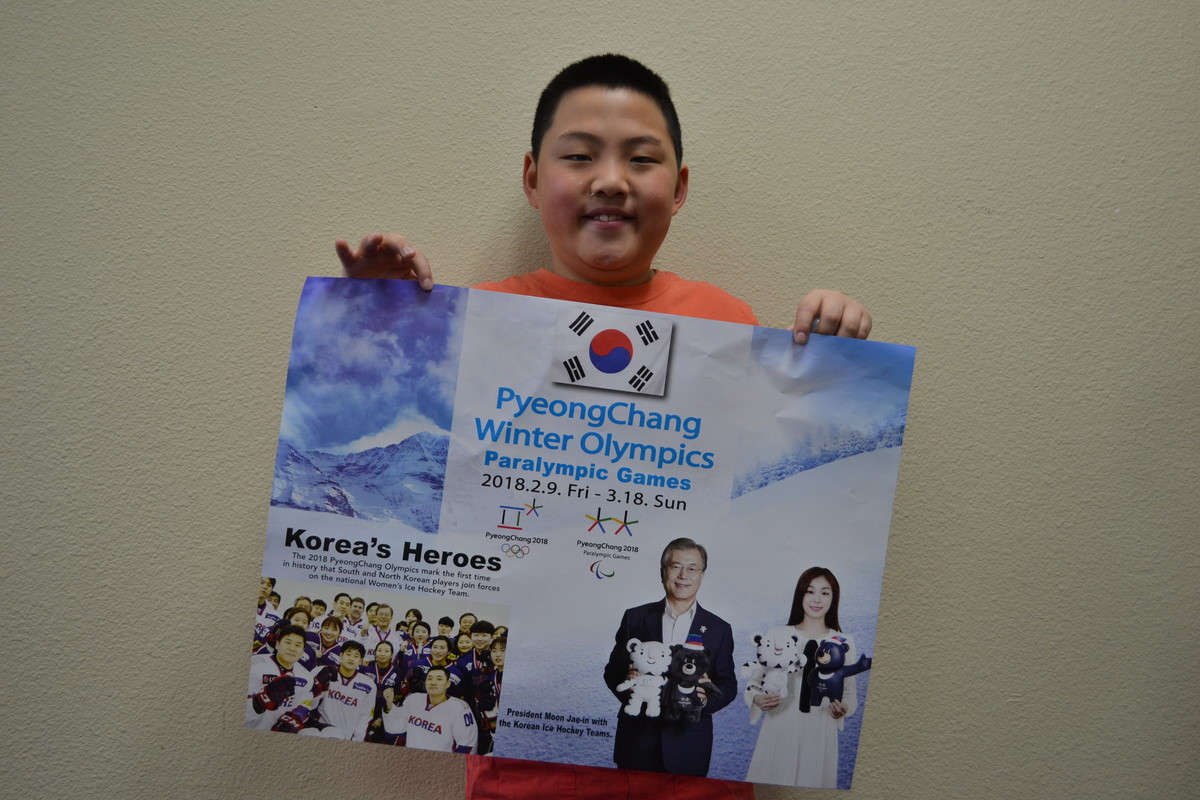 PyeongChang
Winter Olympics
Paralympic Games
2018.2.9. Fri - 3.18. Sun
PyeongChang 2018
PyeongChang 2018
Paralympic Games
Korea's Heroes
The 2018 PyeongChang Olympics mark the first time
in history that South and North Korean players join forces
on the national Women's Ice Hockey Team.
KOREA
KOREA
President Moon Jae-in with
the Korean Ice Hockey Teams.